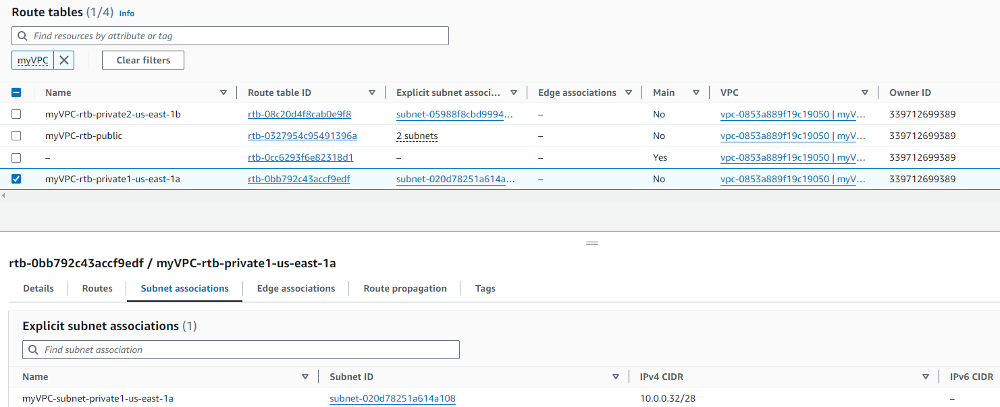 Route tables (1/4) Info
Find resources by attribute or tag
myVPC Clear filters
Name Route table ID Explicit subnet associ... Edge associations Main VPC Owner ID
myVPC-rtb-private2-us-east-1b rtb-08c20d4f8cab0e9f8 subnet-05988f8cbd9994... – No vpc-0853a889f19c19050 | myV... 339712699389
myVPC-rtb-public rtb-0327954c95491396a 2 subnets – No vpc-0853a889f19c19050 | myV... 339712699389
– rtb-0cc6293f6e82318d1 – – Yes vpc-0853a889f19c19050 | myV... 339712699389
myVPC-rtb-private1-us-east-1a rtb-0bb792c43accf9edf subnet-020d78251a614a... – No vpc-0853a889f19c19050 | myV... 339712699389
rtb-0bb792c43accf9edf / myVPC-rtb-private1-us-east-1a
Details Routes Subnet associations Edge associations Route propagation Tags
Explicit subnet associations (1)
Find subnet association
Name Subnet ID IPv4 CIDR IPv6 CIDR
myVPC-subnet-private1-us-east-1a subnet-020d78251a614a108 10.0.0.32/28 –